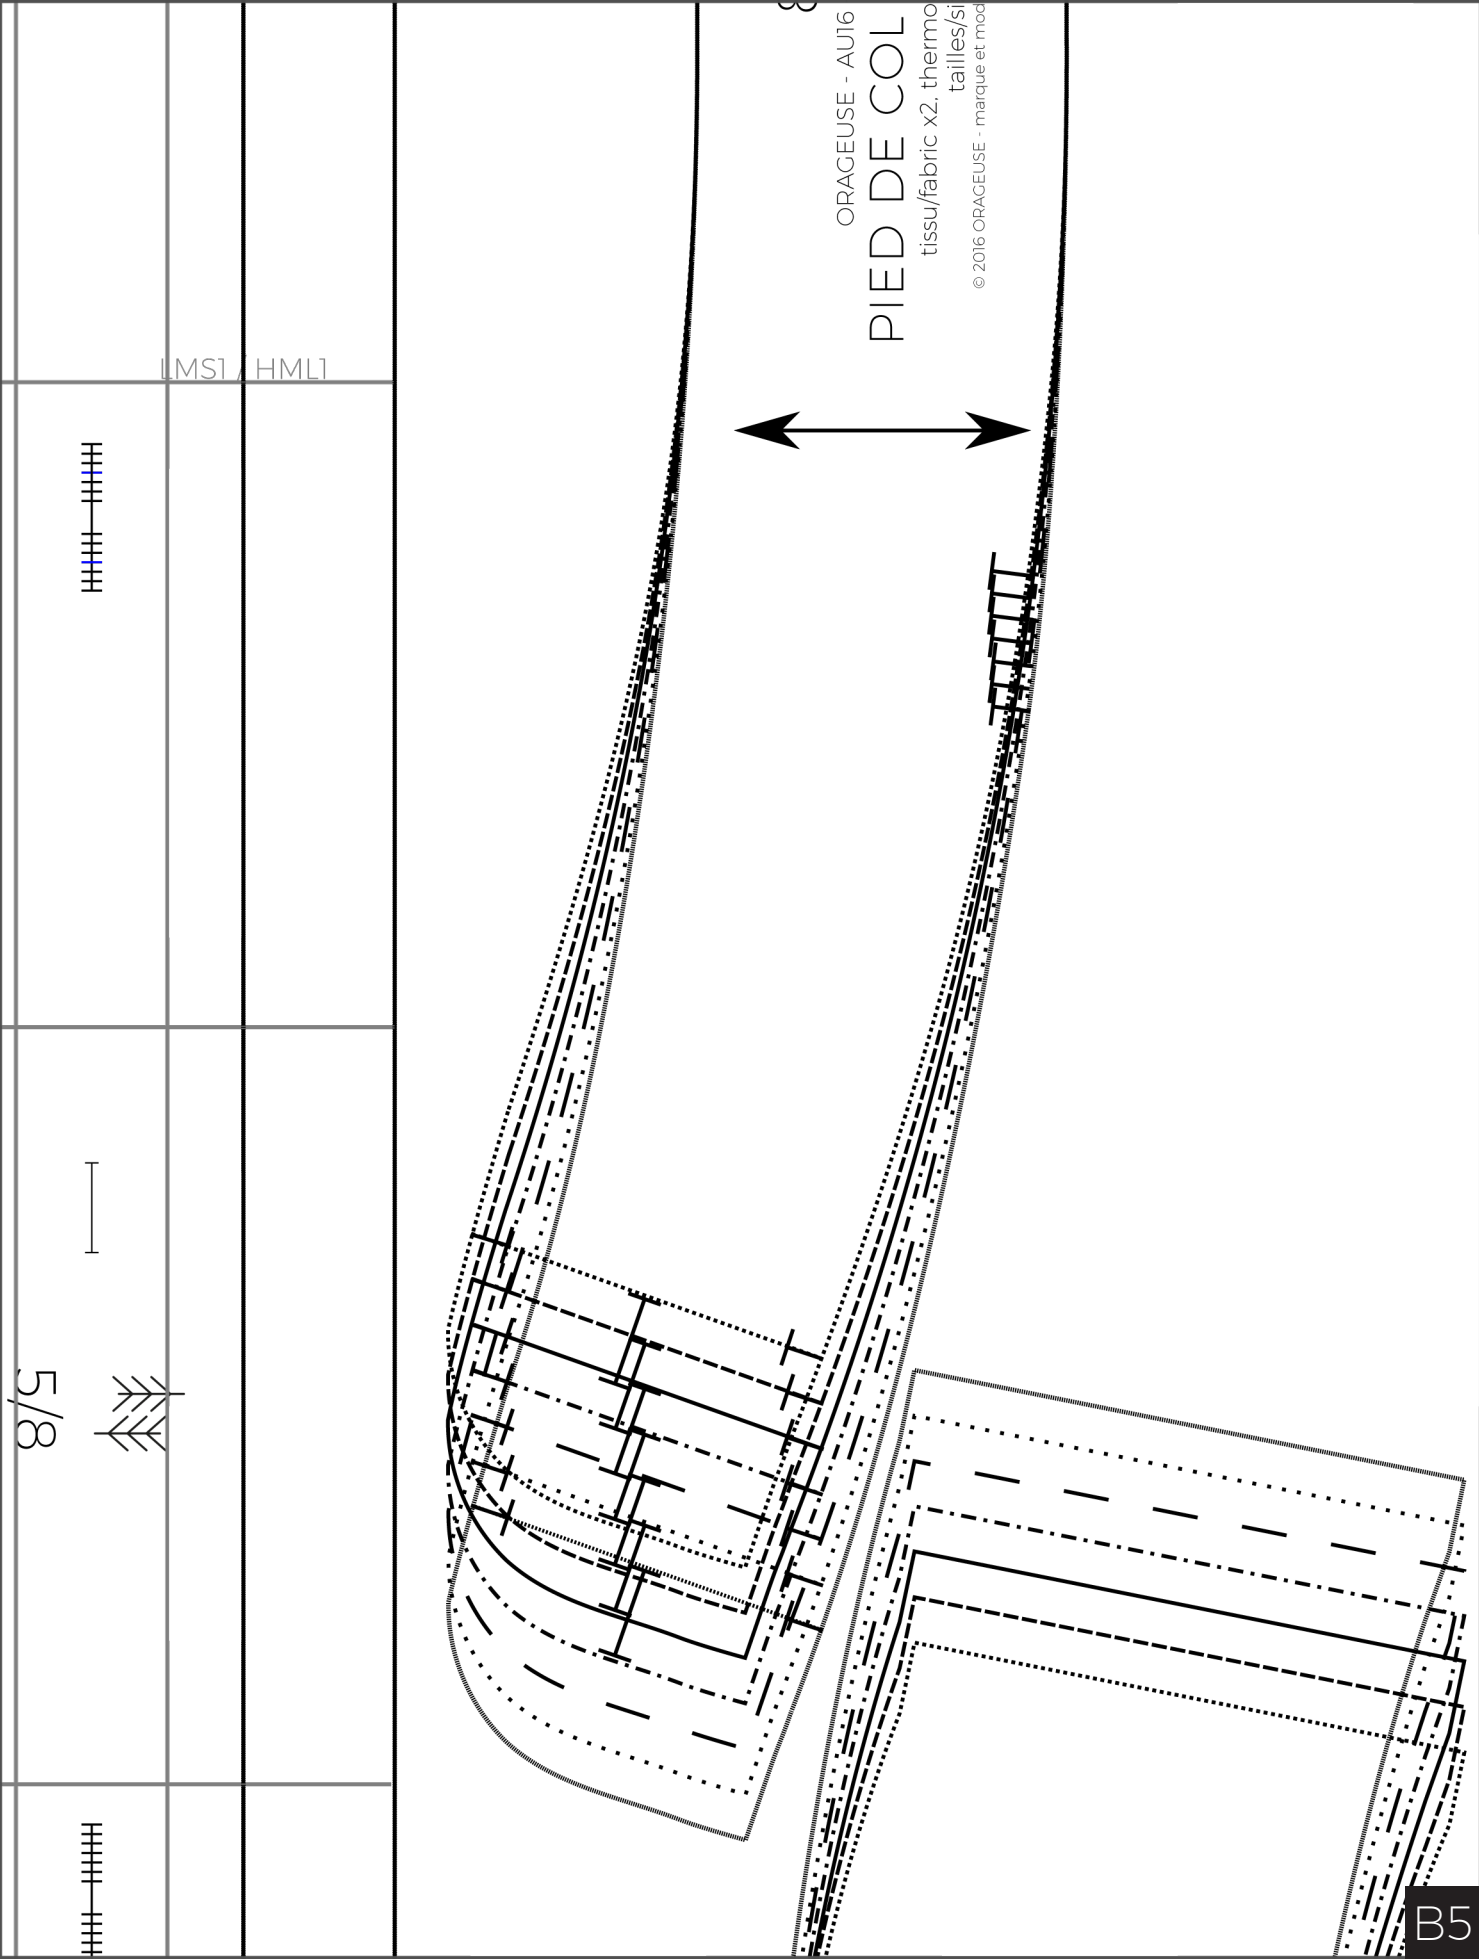 ORAGEUSE - AU16
PIED DE COL
tissu/fabric x2, thermo
tailles/si
© 2016 ORAGEUSE - marque et mod
LMS1 / HML1
5/8
B5